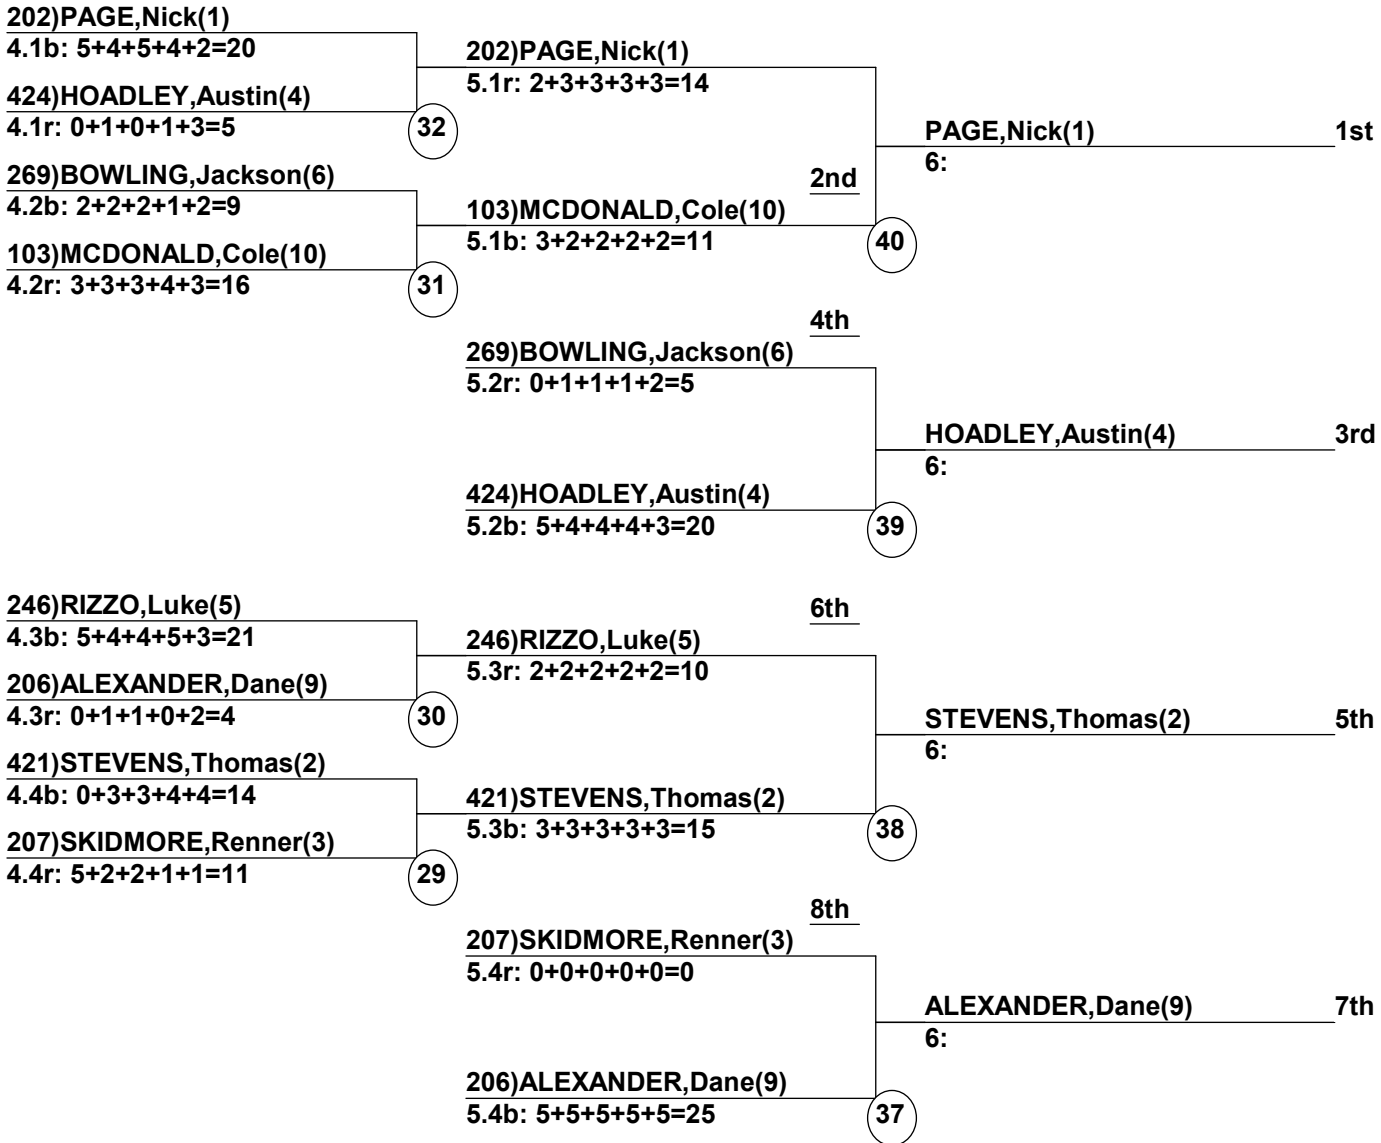 202)PAGE,Nick(1)
4.1b: 5+4+5+4+2=20
424)HOADLEY,Austin(4)
4.1r: 0+1+0+1+3=5
32
269)BOWLING,Jackson(6)
4.2b: 2+2+2+1+2=9
103)MCDONALD,Cole(10)
4.2r: 3+3+3+4+3=16
31
202)PAGE,Nick(1)
5.1r: 2+3+3+3+3=14
2nd
103)MCDONALD,Cole(10)
5.1b: 3+2+2+2+2=11
40
PAGE,Nick(1) 1st
6:
4th
269)BOWLING,Jackson(6)
5.2r: 0+1+1+1+2=5
424)HOADLEY,Austin(4)
5.2b: 5+4+4+4+3=20
39
HOADLEY,Austin(4) 3rd
6:
246)RIZZO,Luke(5)
4.3b: 5+4+4+5+3=21
206)ALEXANDER,Dane(9)
4.3r: 0+1+1+0+2=4
30
421)STEVENS,Thomas(2)
4.4b: 0+3+3+4+4=14
207)SKIDMORE,Renner(3)
4.4r: 5+2+2+1+1=11
29
6th
246)RIZZO,Luke(5)
5.3r: 2+2+2+2+2=10
421)STEVENS,Thomas(2)
5.3b: 3+3+3+3+3=15
38
STEVENS,Thomas(2) 5th
6:
8th
207)SKIDMORE,Renner(3)
5.4r: 0+0+0+0+0=0
206)ALEXANDER,Dane(9)
5.4b: 5+5+5+5+5=25
37
ALEXANDER,Dane(9) 7th
6: